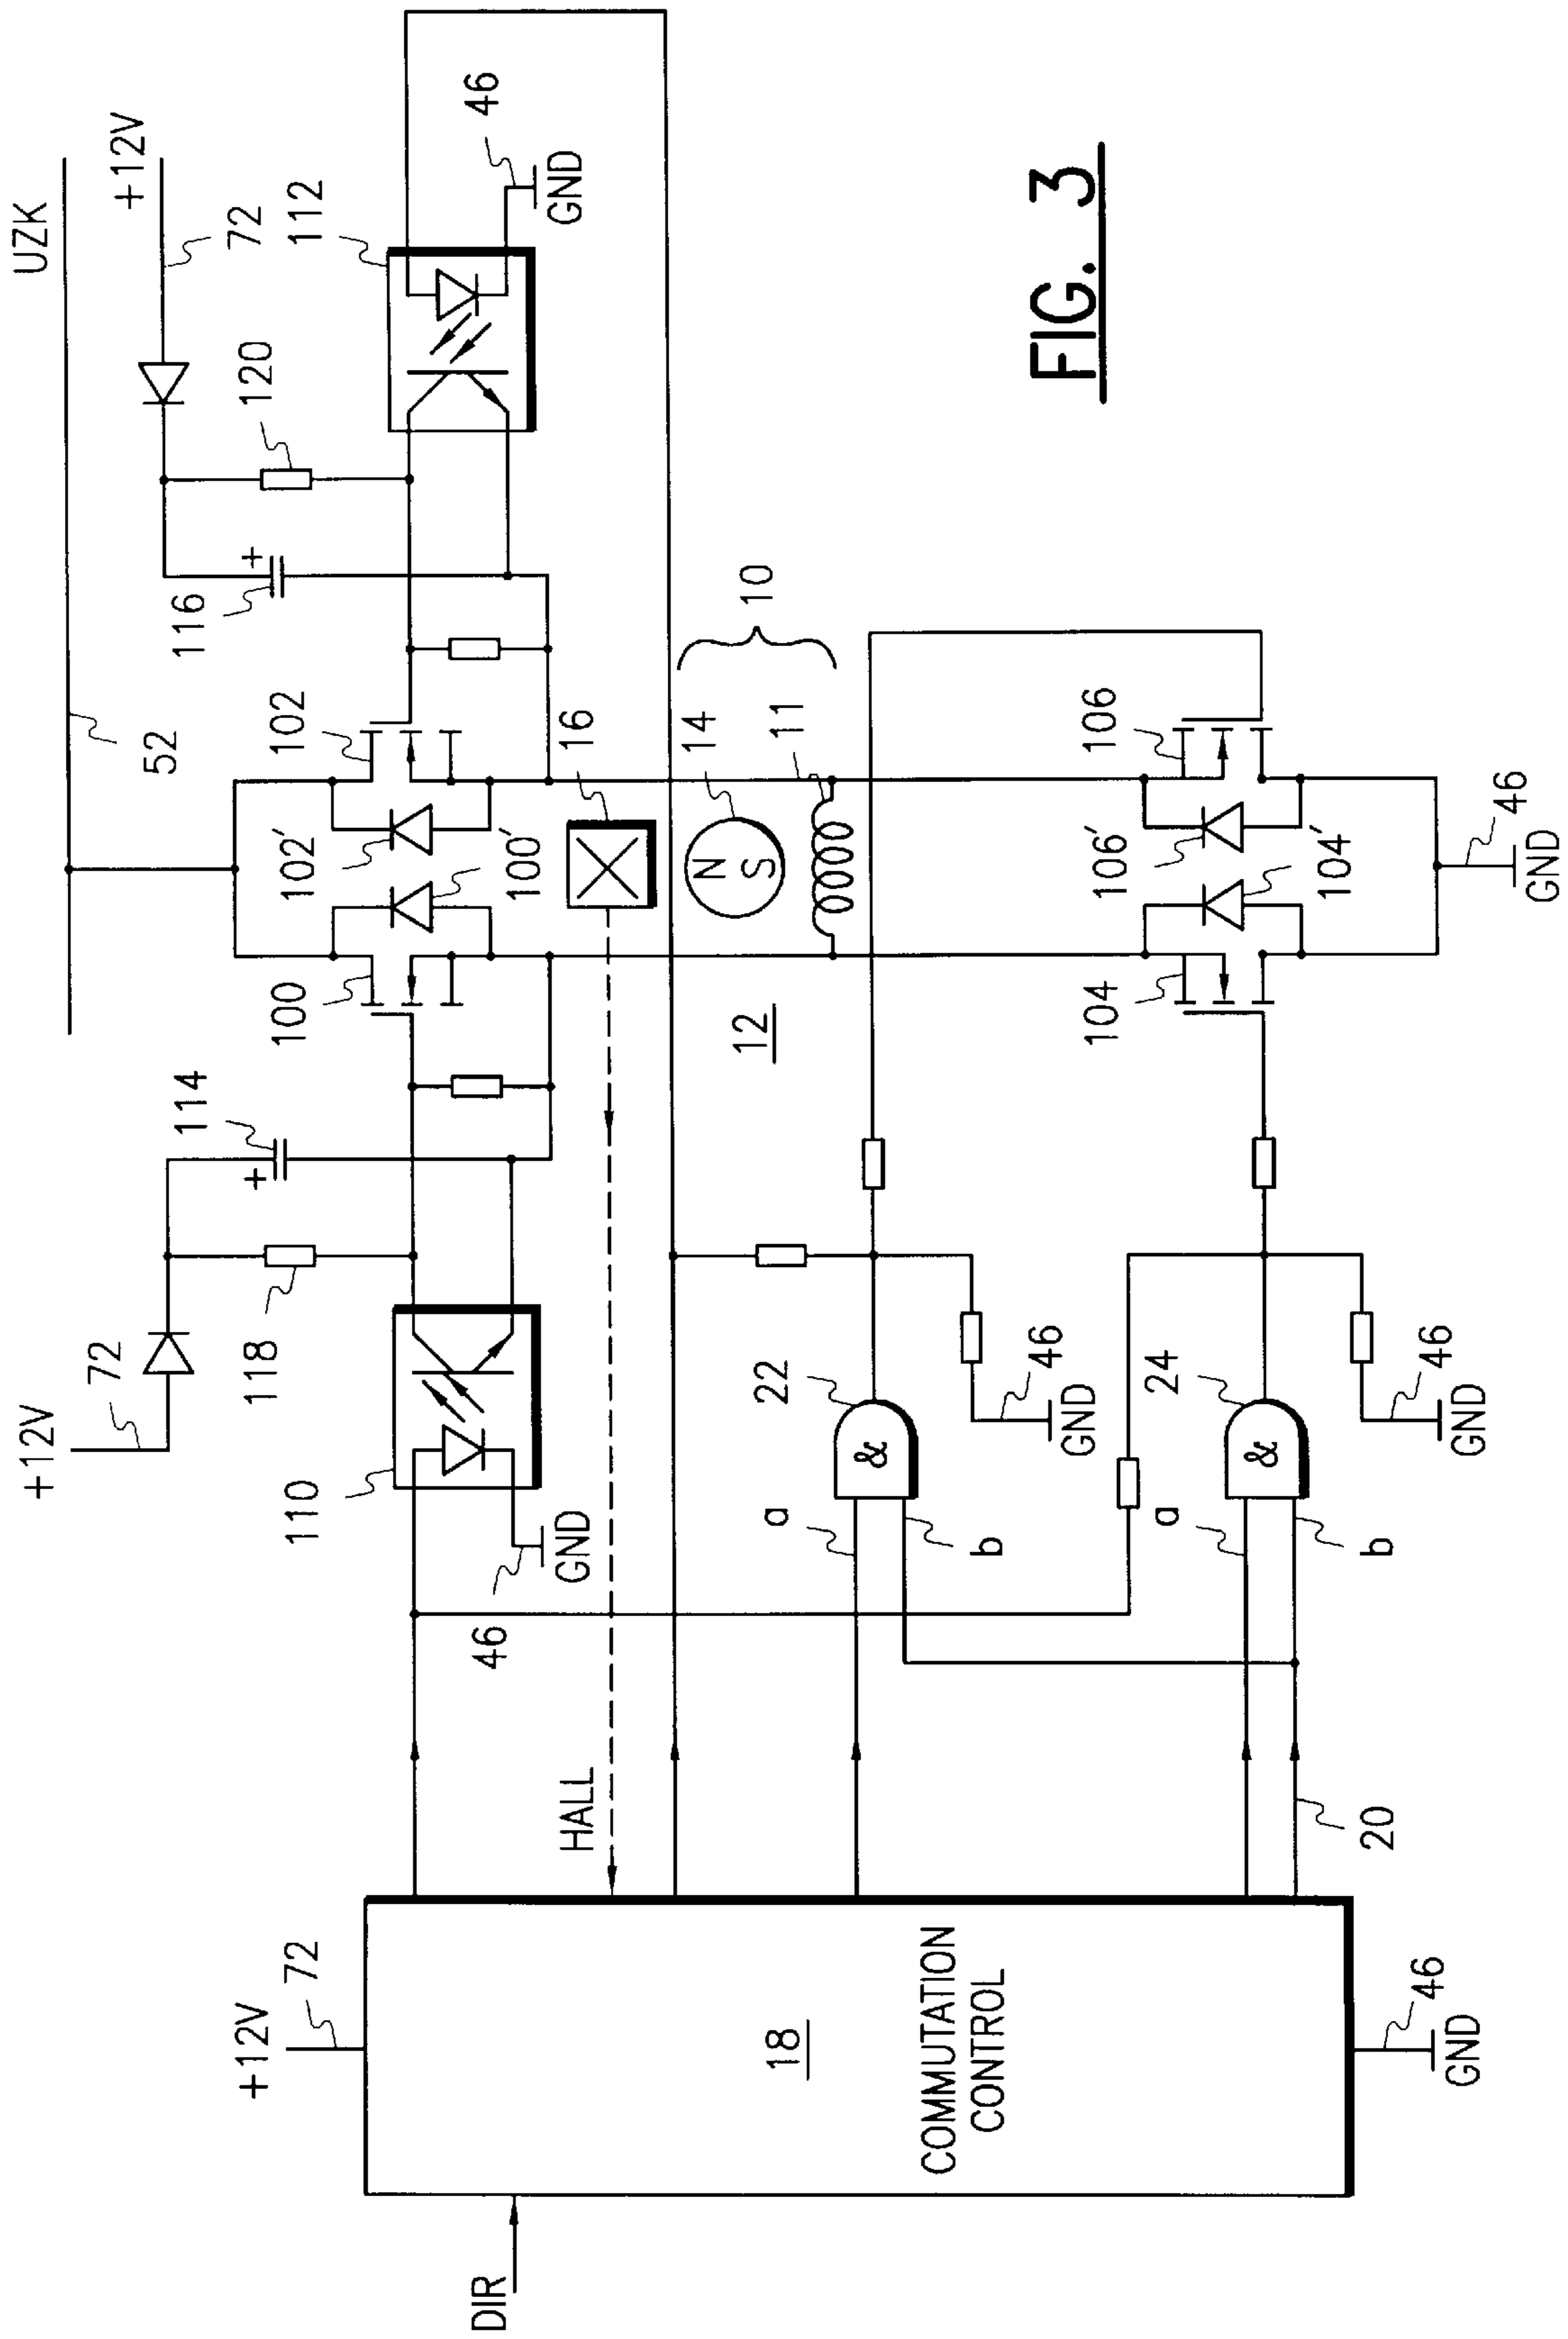 UZK
+12V
72
120
112
46
GND
116
52
102
102'
100'
100
16
10
14
11
N
S
12
114
+
+
118
+12V
72
110
46
GND
106
106'
104'
104
46
GND
22
&
a
b
46
GND
24
&
a
b
46
GND
HALL
20
+12V
72
18
COMMUTATION
CONTROL
46
GND
DIR
FIG. 3